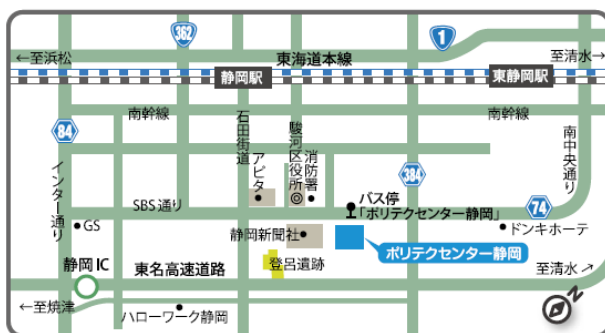 362
1
←至浜松
東海道本線
至清水→
静岡駅
東静岡駅
南幹線
南幹線
84
石田街道
駿河区役所
消防署
アピタ
384
南中央通り
インター通り
バス停
「ポリテクセンター静岡」
74
SBS通り
GS
静岡新聞社
ドンキホーテ
ポリテクセンター静岡
静岡IC
東名高速道路
登呂遺跡
至清水↗
←至焼津
ハローワーク静岡
N